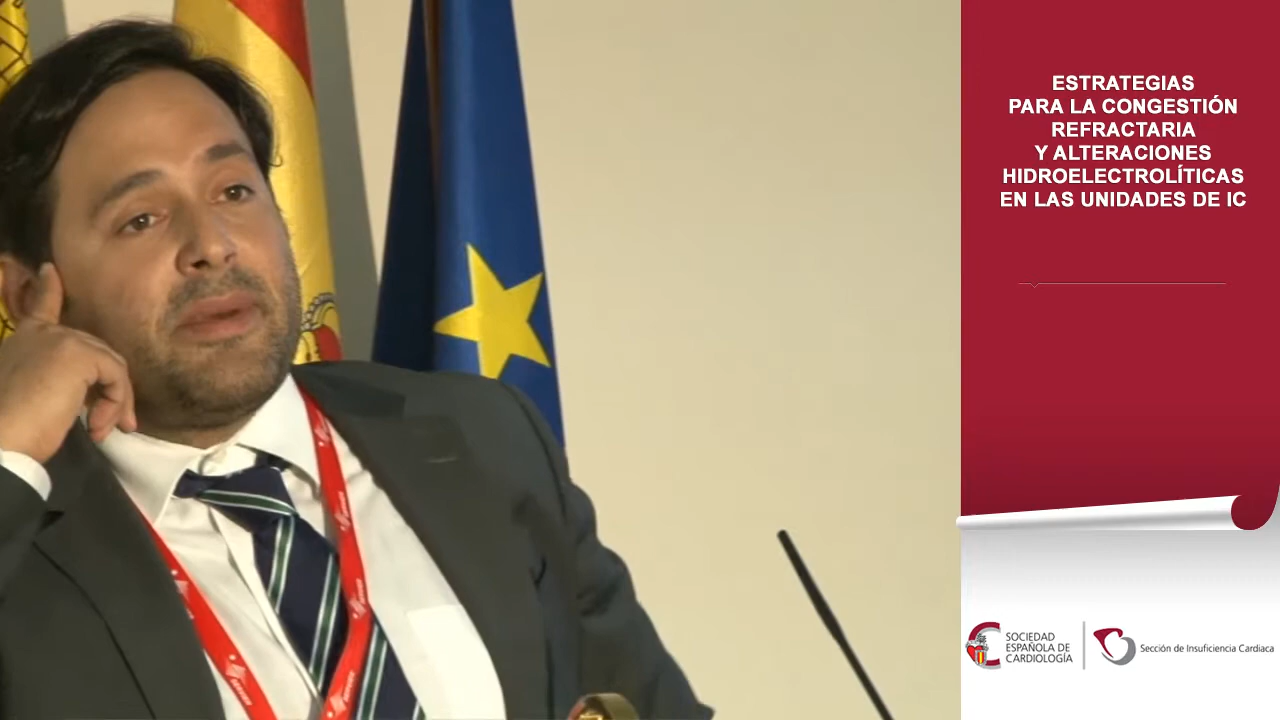 ESTRATEGIAS
PARA LA CONGESTIÓN
REFRACTARIA
Y ALTERACIONES
HIDROELECTROLÍTICAS
EN LAS UNIDADES DE IC
SOCIEDAD
ESPAÑOLA DE
CARDIOLOGÍA
Sección de Insuficiencia Cardiaca